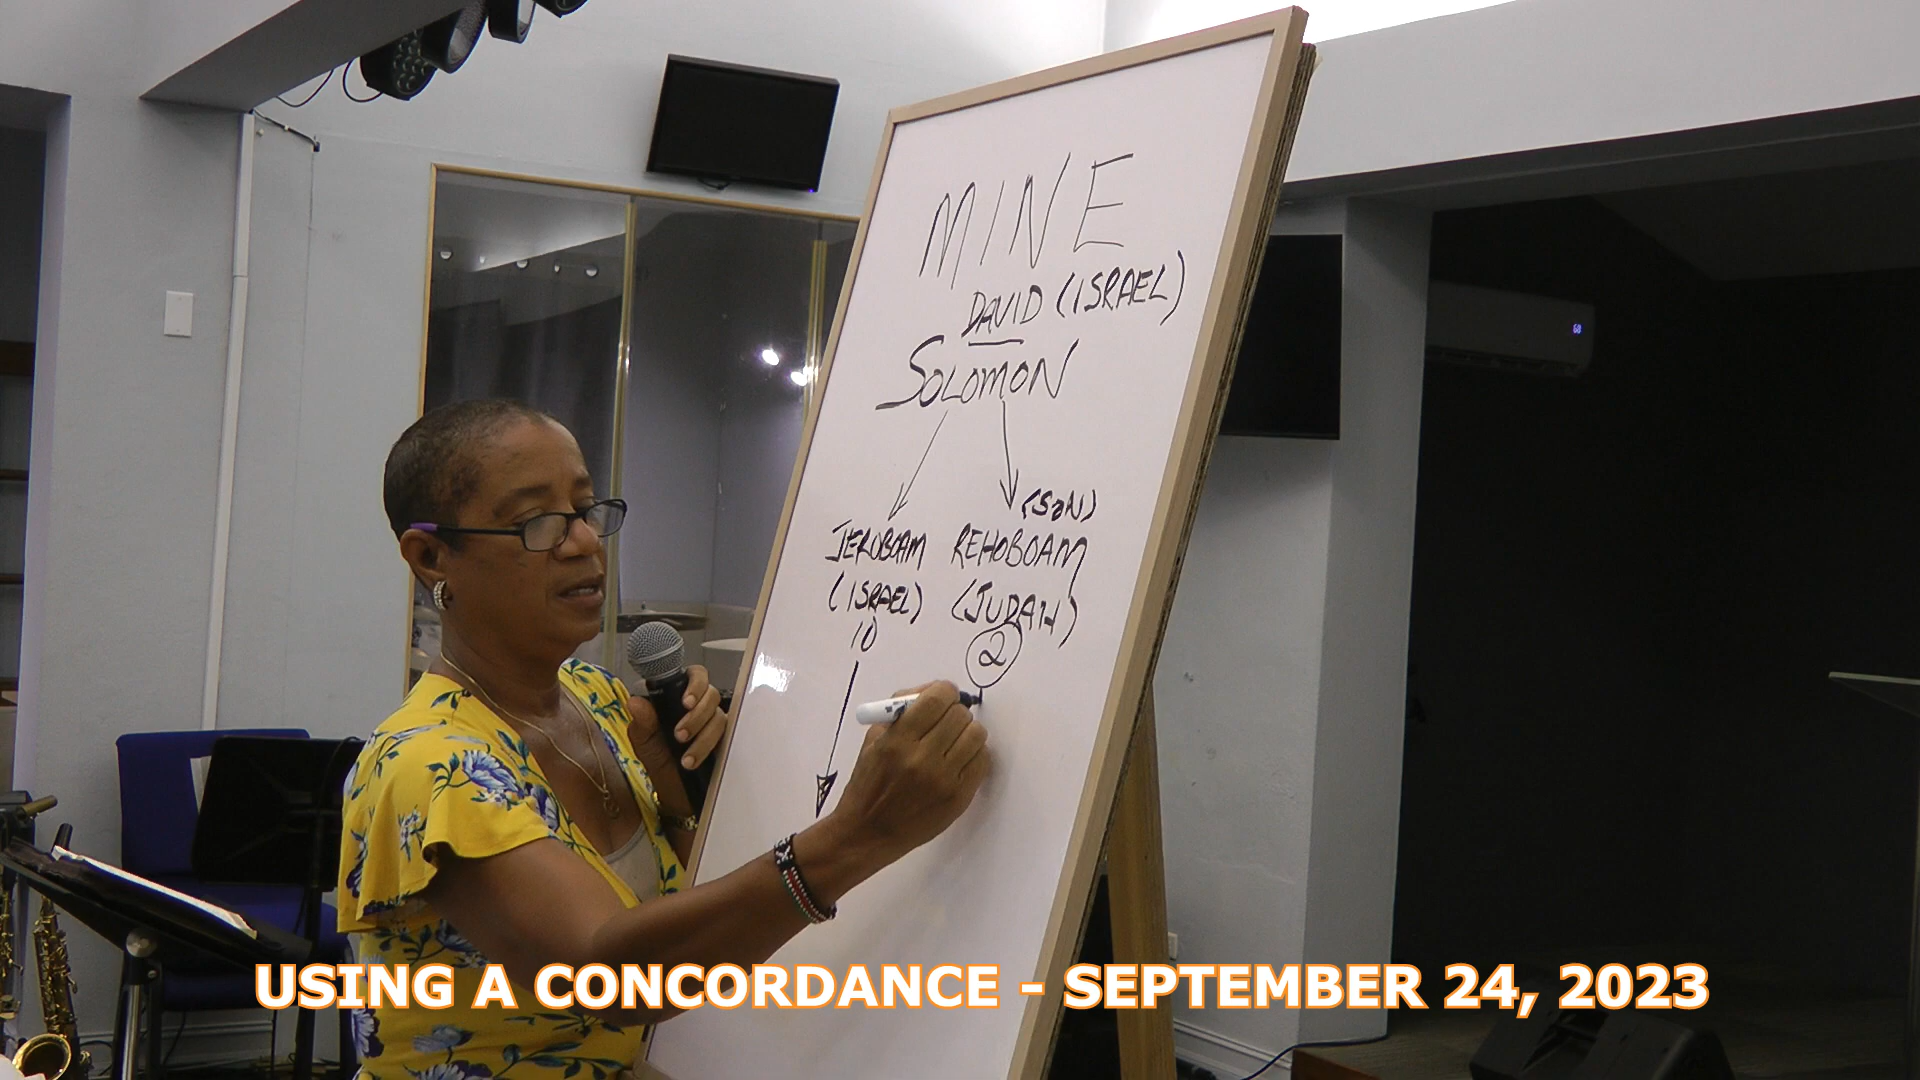 MINE
DAVID (ISRAEL)
SOLOMON
(SON)
JEROBOAM REHOBOAM
(ISRAEL) (JUDAH)
10 2
USING A CONCORDANCE - SEPTEMBER 24, 2023